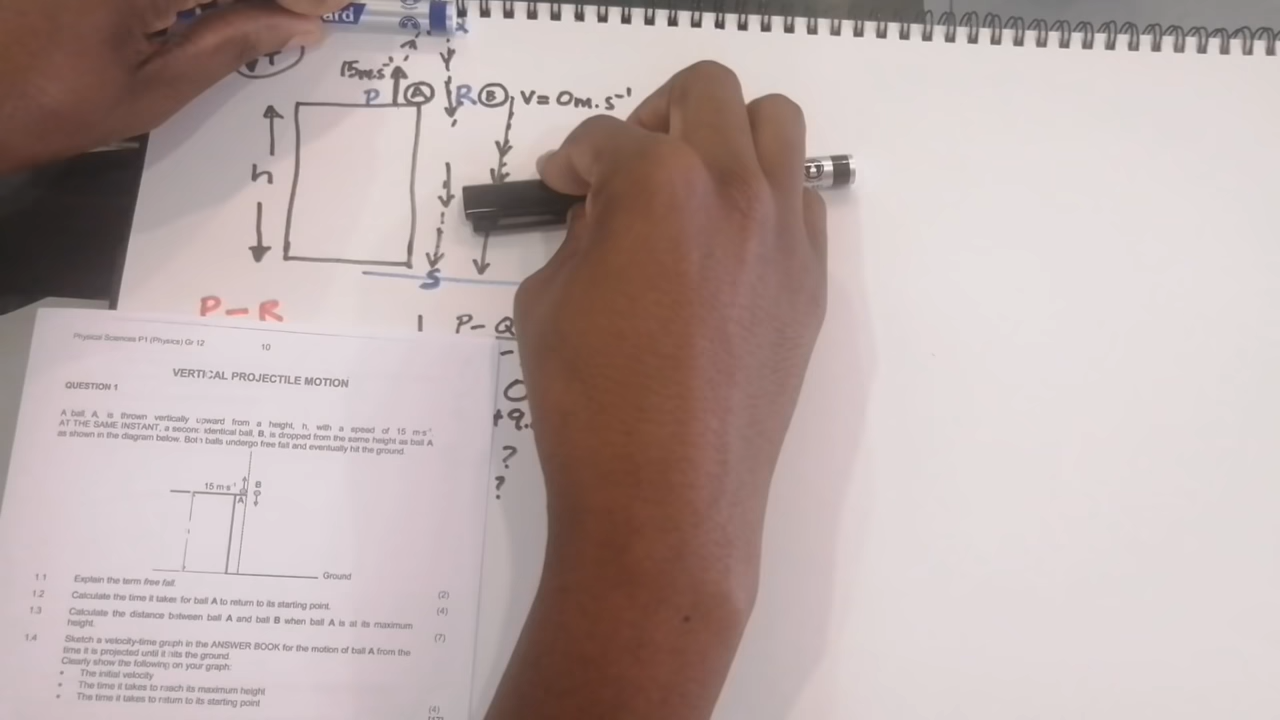 ard
15m.s⁻¹
P A R B V = 0m.s⁻¹
h
S
P - R
1 P - Q
-
0
+9.
?
?
Physical Sciences P1 (Physics) Gr 12
10
VERTICAL PROJECTILE MOTION
QUESTION 1
A ball, A, is thrown vertically upward from a height, h, with a speed of 15 m·s⁻¹.
AT THE SAME INSTANT, a second identical ball, B, is dropped from the same height as ball A
as shown in the diagram below. Both balls undergo free fall and eventually hit the ground.
15 m·s⁻¹ B
A
Ground
1.1 Explain the term free fall. (2)
1.2 Calculate the time it takes for ball A to return to its starting point. (4)
1.3 Calculate the distance between ball A and ball B when ball A is at its maximum
height. (7)
1.4 Sketch a velocity-time graph in the ANSWER BOOK for the motion of ball A from the
time it is projected until it hits the ground.
Clearly show the following on your graph:
• The initial velocity
• The time it takes to reach its maximum height
• The time it takes to return to its starting point
(4)